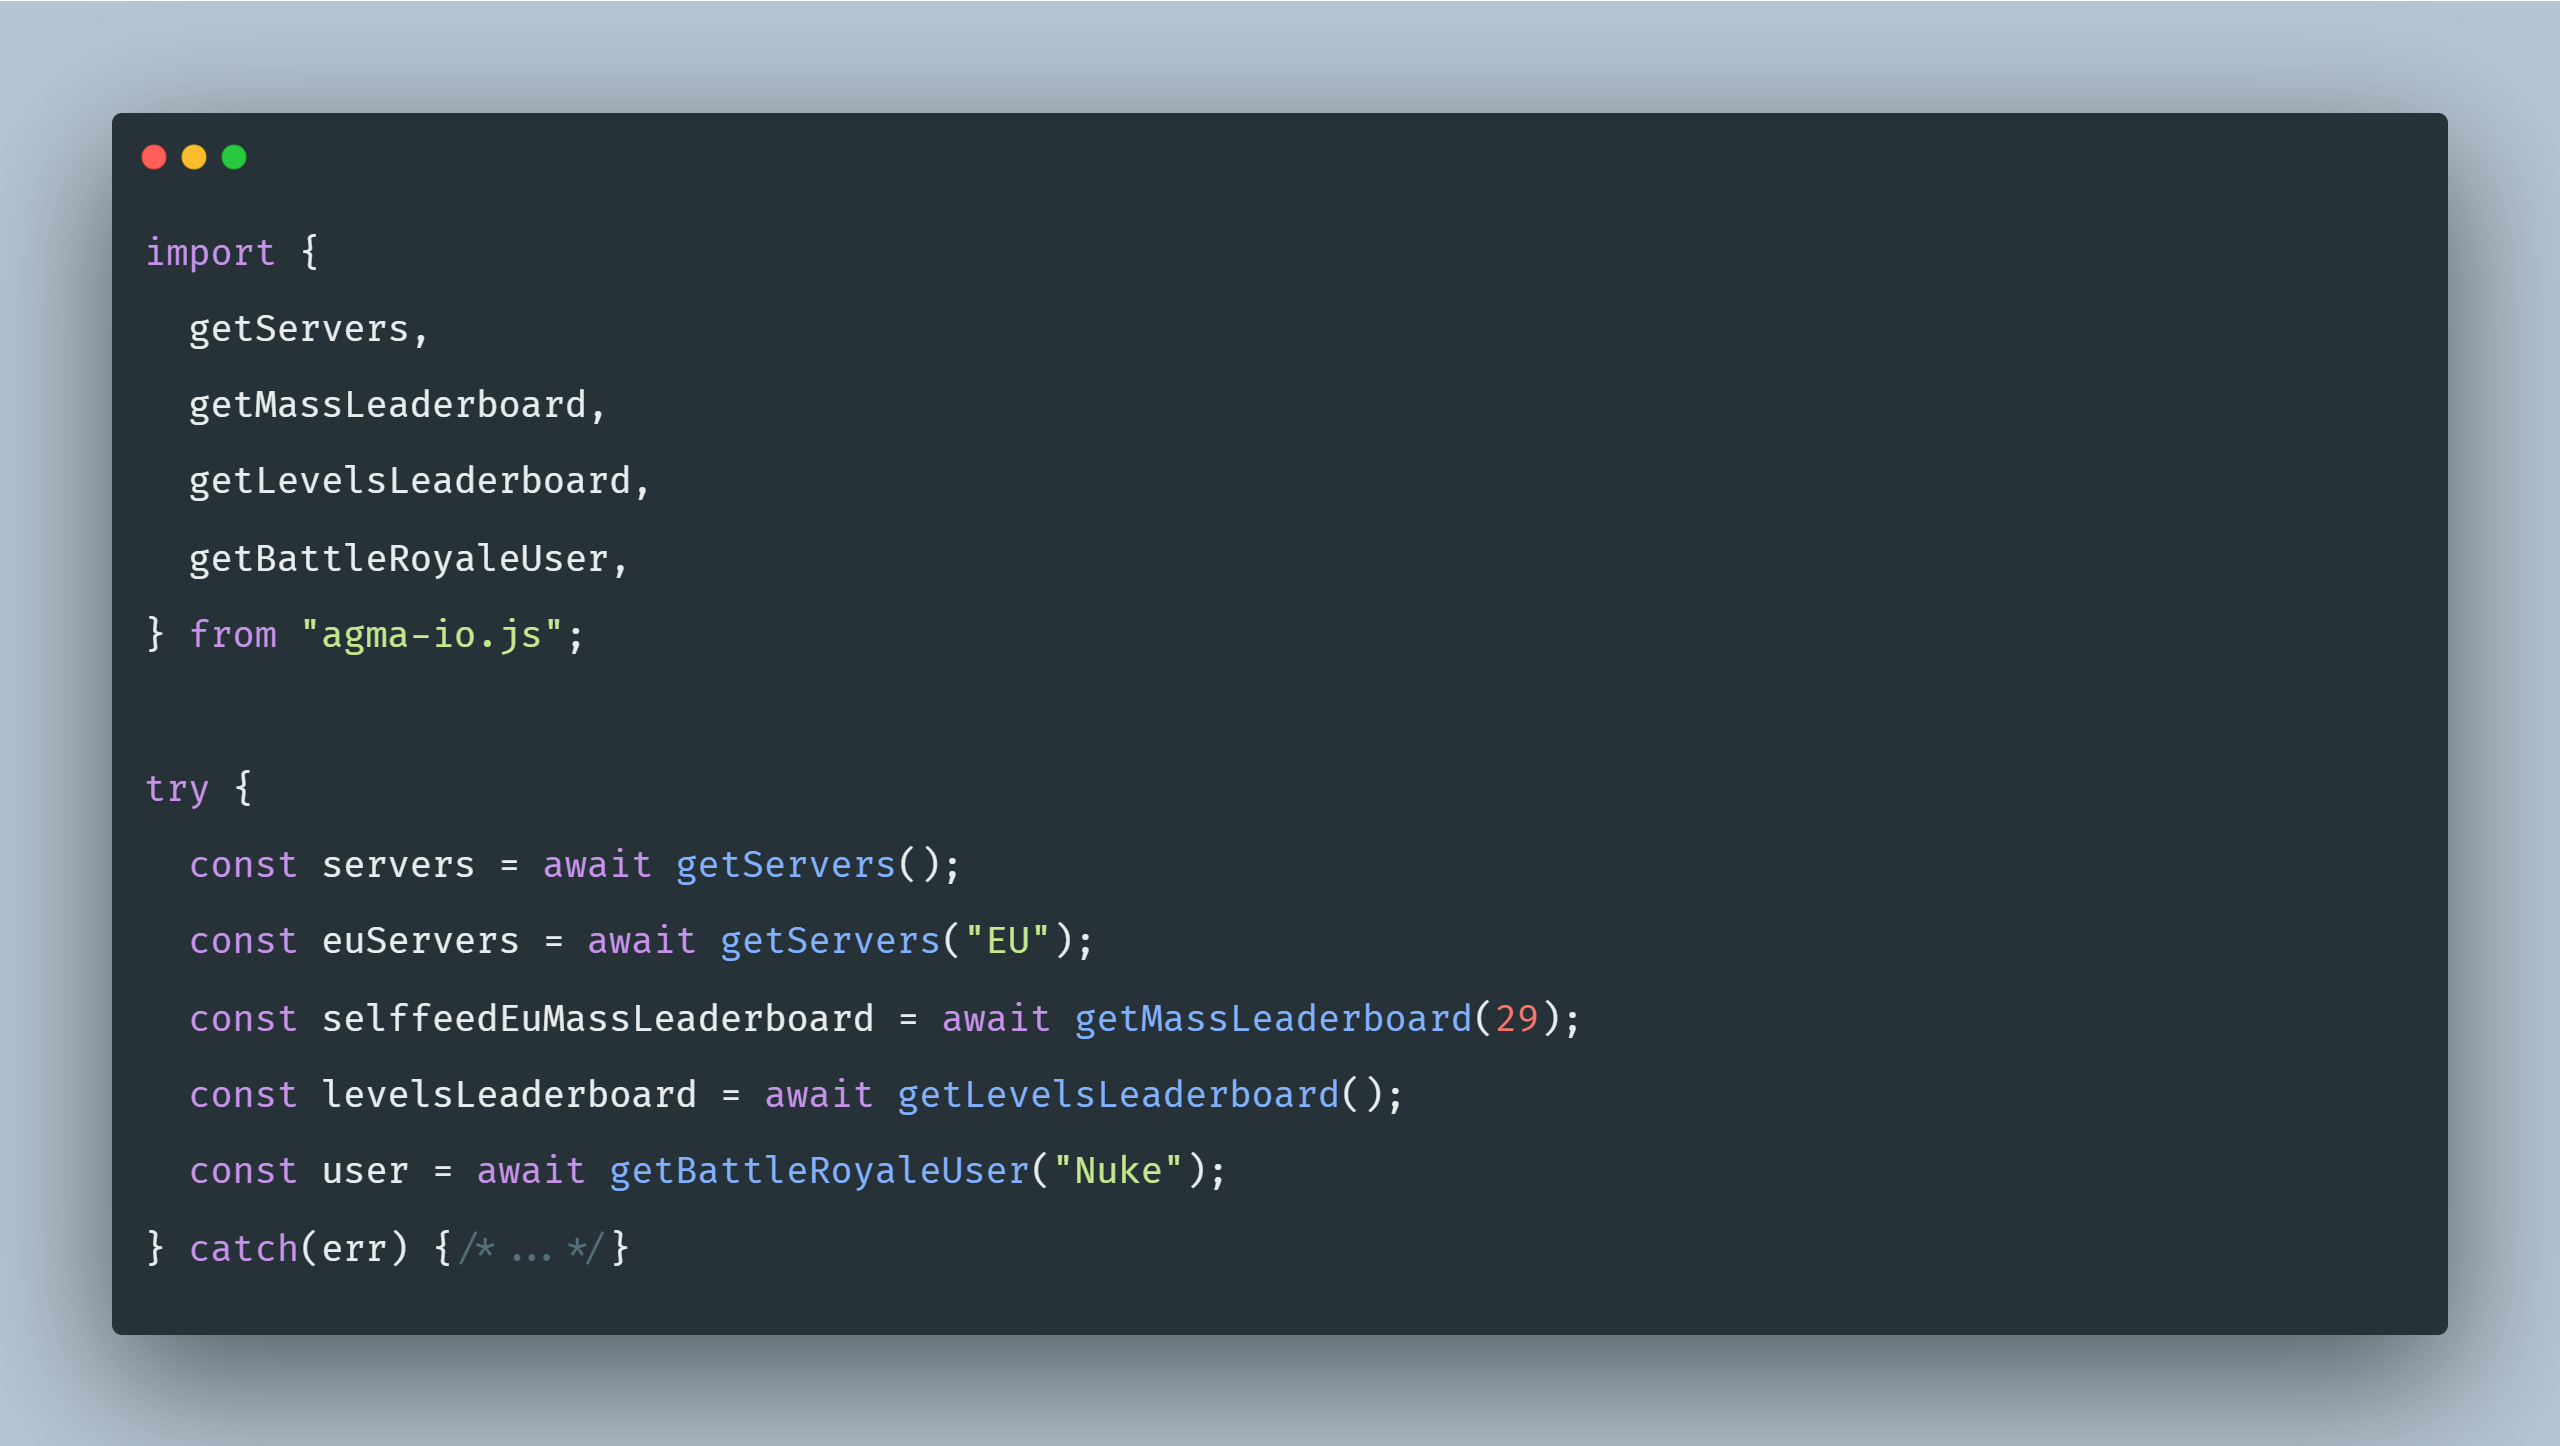 import {
  getServers,
  getMassLeaderboard,
  getLevelsLeaderboard,
  getBattleRoyaleUser,
} from "agma-io.js";

try {
  const servers = await getServers();
  const euServers = await getServers("EU");
  const selffeedEuMassLeaderboard = await getMassLeaderboard(29);
  const levelsLeaderboard = await getLevelsLeaderboard();
  const user = await getBattleRoyaleUser("Nuke");
} catch(err) {/* ... */}